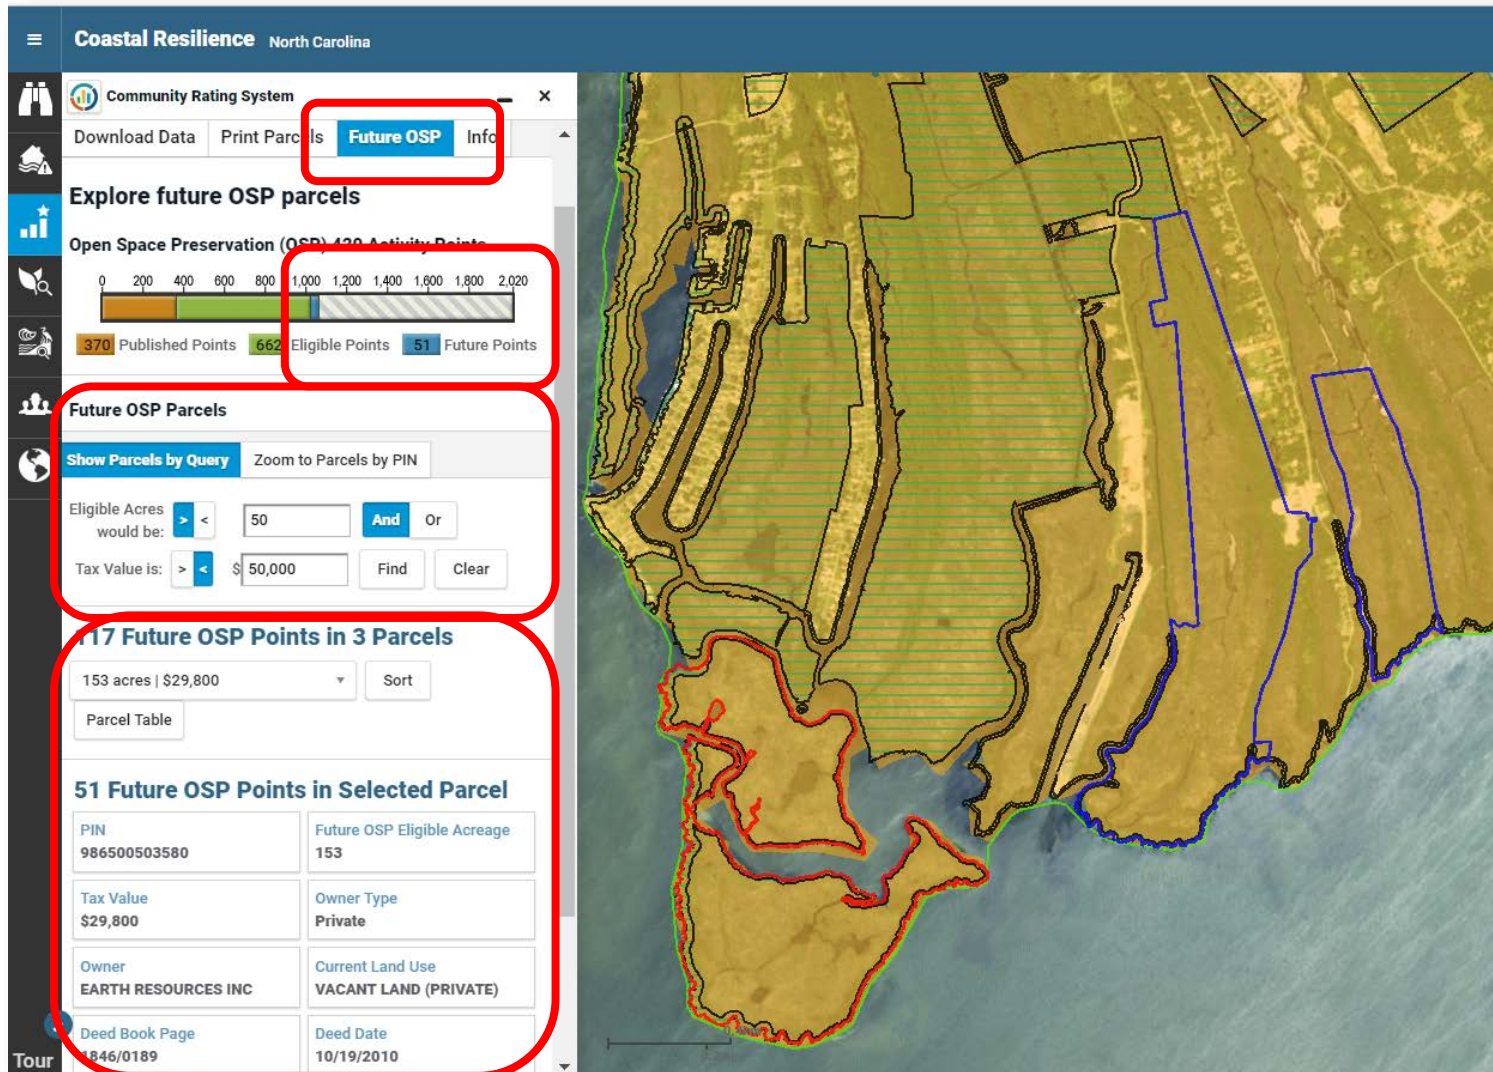 Coastal Resilience North Carolina
Community Rating System
Download Data Print Parcels Future OSP Info
Explore future OSP parcels
Open Space Preservation (OSP) 420 Activity Points
0 200 400 600 800 1,000 1,200 1,400 1,600 1,800 2,020
370 Published Points 662 Eligible Points 51 Future Points
Future OSP Parcels
Show Parcels by Query Zoom to Parcels by PIN
Eligible Acres
would be: > < 50 And Or
Tax Value is: > < $ 50,000 Find Clear
117 Future OSP Points in 3 Parcels
153 acres | $29,800 Sort
Parcel Table
51 Future OSP Points in Selected Parcel
PIN Future OSP Eligible Acreage
986500503580 153
Tax Value Owner Type
$29,800 Private
Owner Current Land Use
EARTH RESOURCES INC VACANT LAND (PRIVATE)
Deed Book Page Deed Date
1846/0189 10/19/2010
Tour